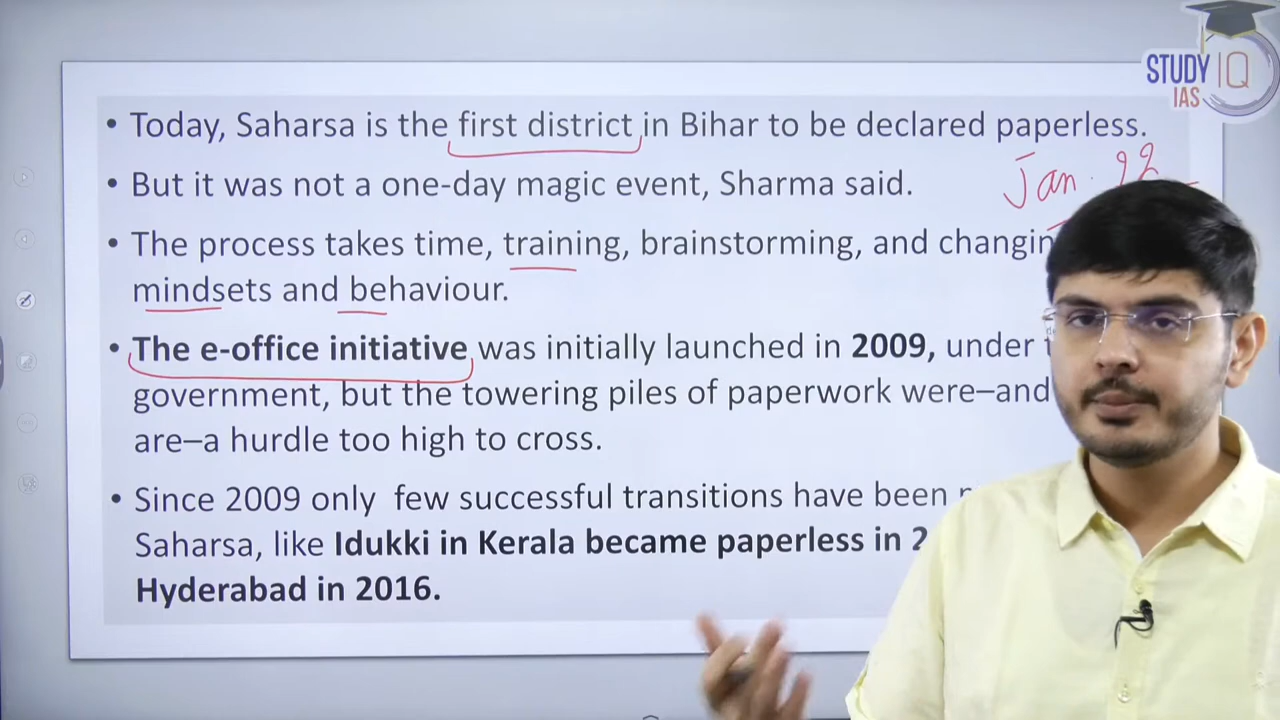 STUDY IQ
IAS
• Today, Saharsa is the first district in Bihar to be declared paperless.
• But it was not a one-day magic event, Sharma said.
Jan. 22
• The process takes time, training, brainstorming, and changin
mindsets and behaviour.
• The e-office initiative was initially launched in 2009, under
government, but the towering piles of paperwork were–and
are–a hurdle too high to cross.
• Since 2009 only few successful transitions have been
Saharsa, like Idukki in Kerala became paperless in 2
Hyderabad in 2016.